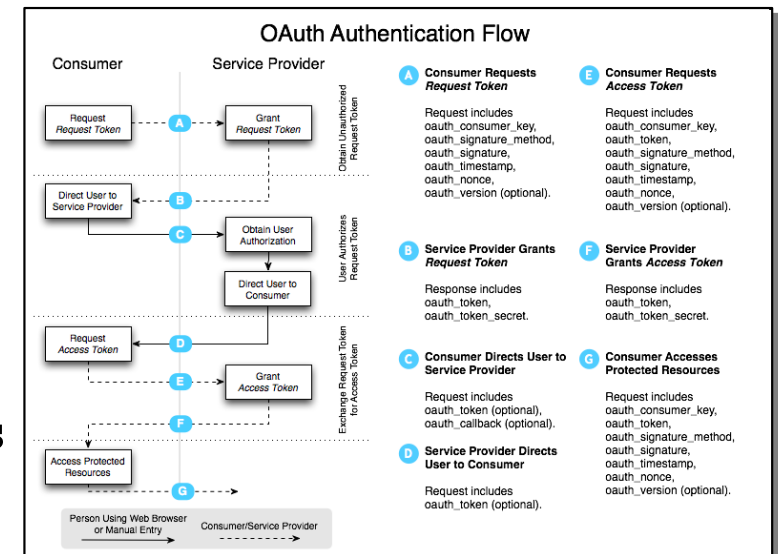 OAuth Authentication Flow
Consumer
Service Provider
Request
Request Token
A
Grant
Request Token
Obtain Unauthorized
Request Token
Direct User to
Service Provider
B
C
Obtain User
Authorization
Direct User to
Consumer
User Authorizes
Request Token
Request
Access Token
D
E
Grant
Access Token
F
Exchange Request Token
for Access Token
Access Protected
Resources
G
Person Using Web Browser
or Manual Entry
Consumer/Service Provider
A
Consumer Requests
Request Token
Request includes
oauth_consumer_key,
oauth_signature_method,
oauth_signature,
oauth_timestamp,
oauth_nonce,
oauth_version (optional).
B
Service Provider Grants
Request Token
Response includes
oauth_token,
oauth_token_secret.
C
Consumer Directs User to
Service Provider
Request includes
oauth_token (optional),
oauth_callback (optional).
D
Service Provider Directs
User to Consumer
Request includes
oauth_token (optional).
E
Consumer Requests
Access Token
Request includes
oauth_consumer_key,
oauth_token,
oauth_signature_method,
oauth_signature,
oauth_timestamp,
oauth_nonce,
oauth_version (optional).
F
Service Provider
Grants Access Token
Response includes
oauth_token,
oauth_token_secret.
G
Consumer Accesses
Protected Resources
Request includes
oauth_consumer_key,
oauth_token,
oauth_signature_method,
oauth_signature,
oauth_timestamp,
oauth_nonce,
oauth_version (optional).